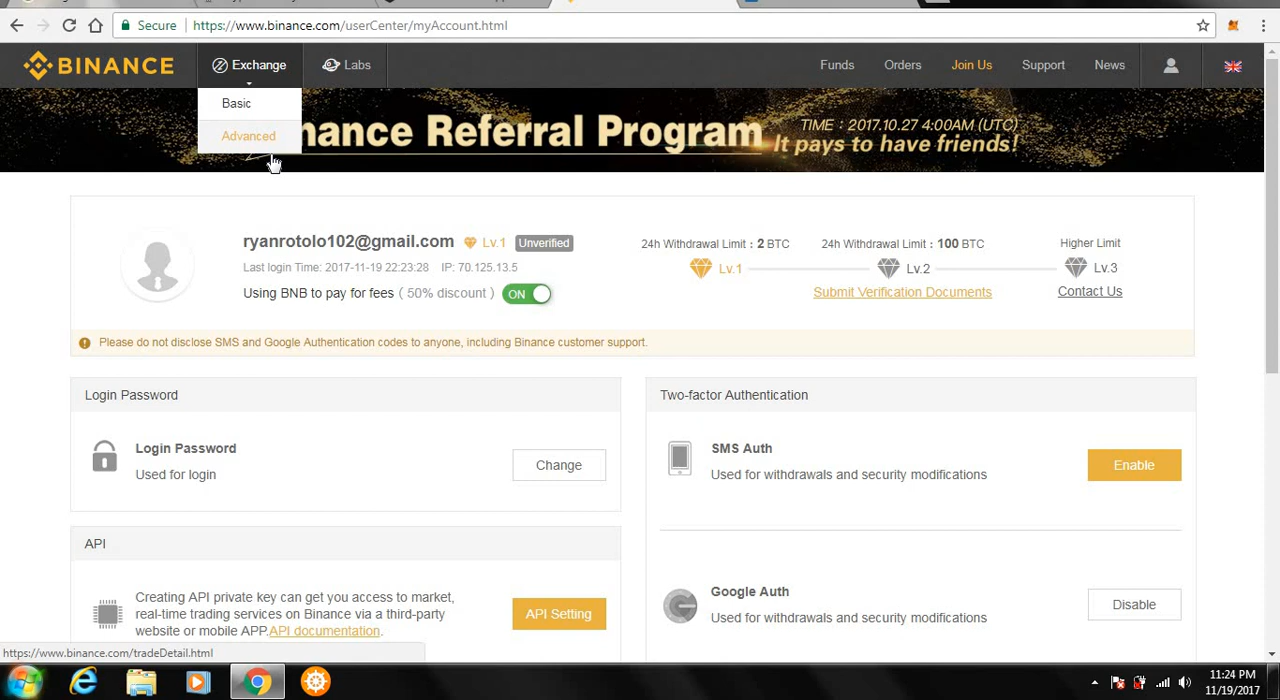 Secure https://www.binance.com/userCenter/myAccount.html
BINANCE Exchange Labs Funds Orders Join Us Support News
Basic
Advanced
nance Referral Program
TIME : 2017.10.27 4:00AM (UTC)
It pays to have friends!
ryanrotolo102@gmail.com Lv.1 Unverified
Last login Time: 2017-11-19 22:23:28 IP: 70.125.13.5
Using BNB to pay for fees ( 50% discount ) ON
24h Withdrawal Limit : 2 BTC
Lv.1
24h Withdrawal Limit : 100 BTC
Lv.2
Submit Verification Documents
Higher Limit
Lv.3
Contact Us
Please do not disclose SMS and Google Authentication codes to anyone, including Binance customer support.
Login Password
Login Password
Used for login
Change
API
Creating API private key can get you access to market,
real-time trading services on Binance via a third-party
website or mobile APP.API documentation.
API Setting
Two-factor Authentication
SMS Auth
Used for withdrawals and security modifications
Enable
Google Auth
Used for withdrawals and security modifications
Disable
https://www.binance.com/tradeDetail.html
11:24 PM
11/19/2017